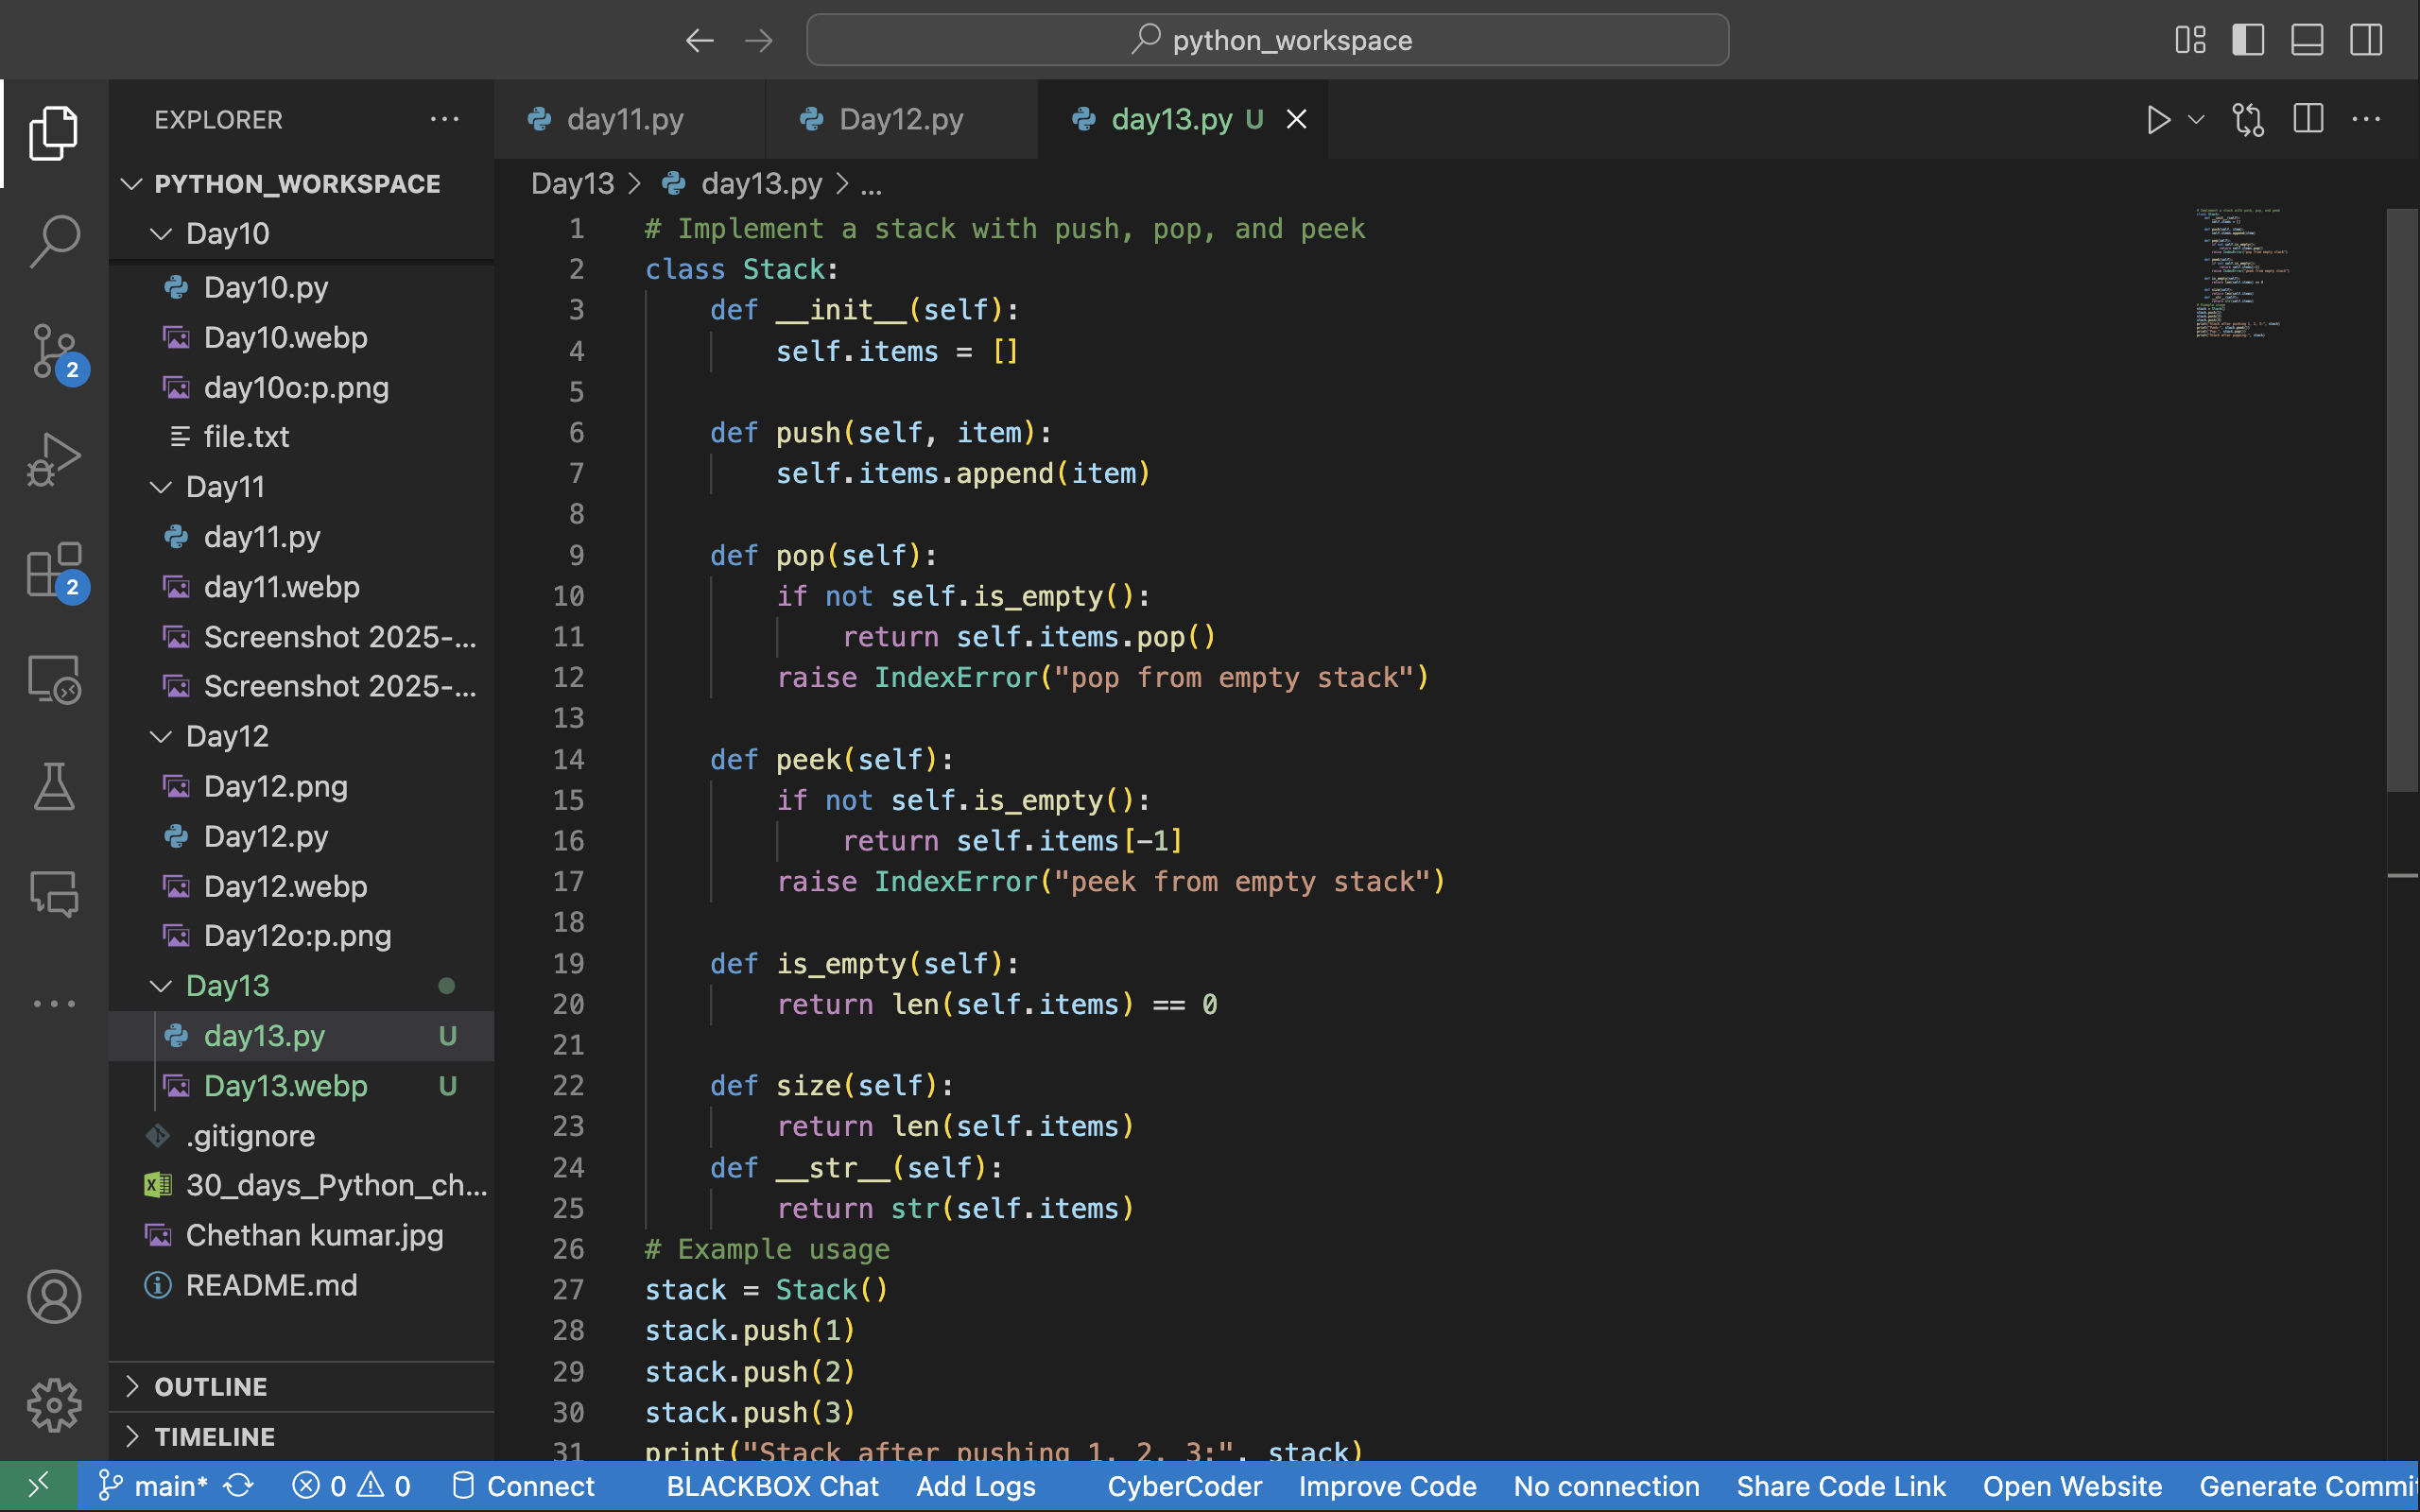 python_workspace
EXPLORER
day11.py
Day12.py
day13.py U
PYTHON_WORKSPACE
Day10
Day10.py
Day10.webp
day10o:p.png
file.txt
Day11
day11.py
day11.webp
Screenshot 2025-...
Screenshot 2025-...
Day12
Day12.png
Day12.py
Day12.webp
Day12o:p.png
Day13
day13.py U
Day13.webp U
.gitignore
30_days_Python_ch...
Chethan kumar.jpg
README.md
OUTLINE
TIMELINE
2
2
Day13 > day13.py > ...
1 # Implement a stack with push, pop, and peek
2 class Stack:
3     def __init__(self):
4         self.items = []
5
6     def push(self, item):
7         self.items.append(item)
8
9     def pop(self):
10         if not self.is_empty():
11             return self.items.pop()
12         raise IndexError("pop from empty stack")
13
14     def peek(self):
15         if not self.is_empty():
16             return self.items[-1]
17         raise IndexError("peek from empty stack")
18
19     def is_empty(self):
20         return len(self.items) == 0
21
22     def size(self):
23         return len(self.items)
24     def __str__(self):
25         return str(self.items)
26 # Example usage
27 stack = Stack()
28 stack.push(1)
29 stack.push(2)
30 stack.push(3)
31 print("Stack after pushing 1, 2, 3:", stack)
main* 0 0 Connect BLACKBOX Chat Add Logs CyberCoder Improve Code No connection Share Code Link Open Website Generate Commit